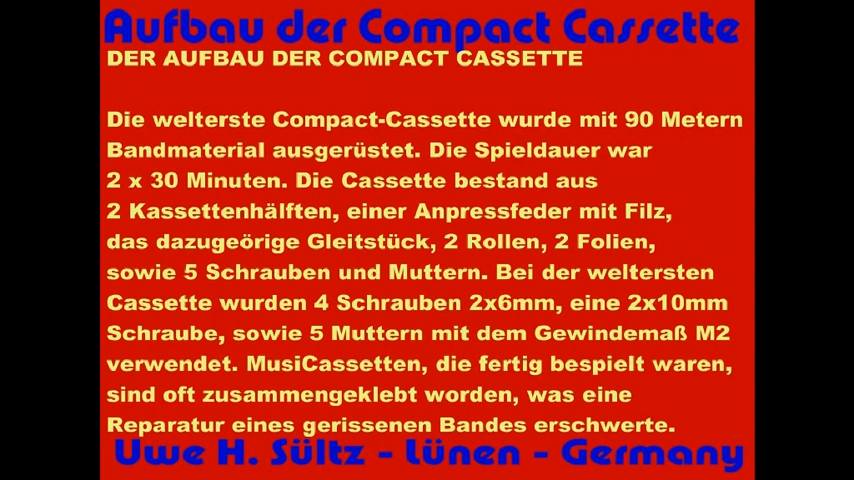 Aufbau der Compact Cassette
DER AUFBAU DER COMPACT CASSETTE
Die welterste Compact-Cassette wurde mit 90 Metern
Bandmaterial ausgerüstet. Die Spieldauer war
2 x 30 Minuten. Die Cassette bestand aus
2 Kassettenhälften, einer Anpressfeder mit Filz,
das dazugeörige Gleitstück, 2 Rollen, 2 Folien,
sowie 5 Schrauben und Muttern. Bei der weltersten
Cassette wurden 4 Schrauben 2x6mm, eine 2x10mm
Schraube, sowie 5 Muttern mit dem Gewindemaß M2
verwendet. MusiCassetten, die fertig bespielt waren,
sind oft zusammengeklebt worden, was eine
Reparatur eines gerissenen Bandes erschwerte.
Uwe H. Sültz - Lünen - Germany